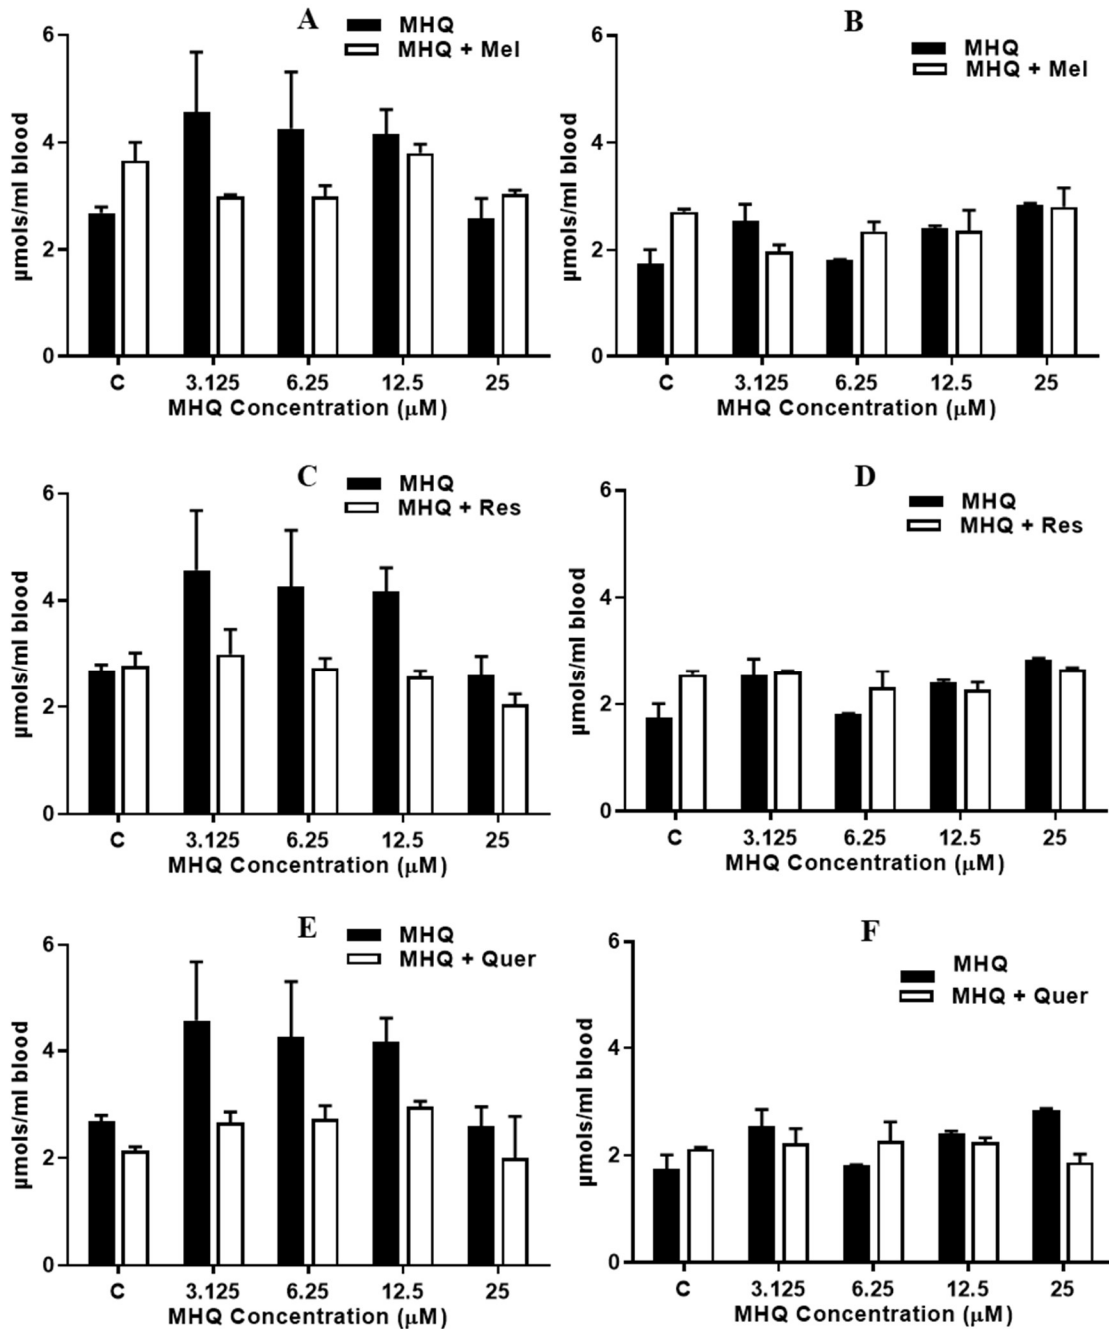 A
MHQ
MHQ + Mel
6
4
2
0
µmols/ml blood
C 3.125 6.25 12.5 25
MHQ Concentration (µM)
B
MHQ
MHQ + Mel
6
4
2
0
µmols/ml blood
C 3.125 6.25 12.5 25
MHQ Concentration (µM)
C
MHQ
MHQ + Res
6
4
2
0
µmols/ml blood
C 3.125 6.25 12.5 25
MHQ Concentration (µM)
D
MHQ
MHQ + Res
6
4
2
0
µmols/ml blood
C 3.125 6.25 12.5 25
MHQ Concentration (µM)
E
MHQ
MHQ + Quer
6
4
2
0
µmols/ml blood
C 3.125 6.25 12.5 25
MHQ Concentration (µM)
F
MHQ
MHQ + Quer
6
4
2
0
µmols/ml blood
C 3.125 6.25 12.5 25
MHQ Concentration (µM)